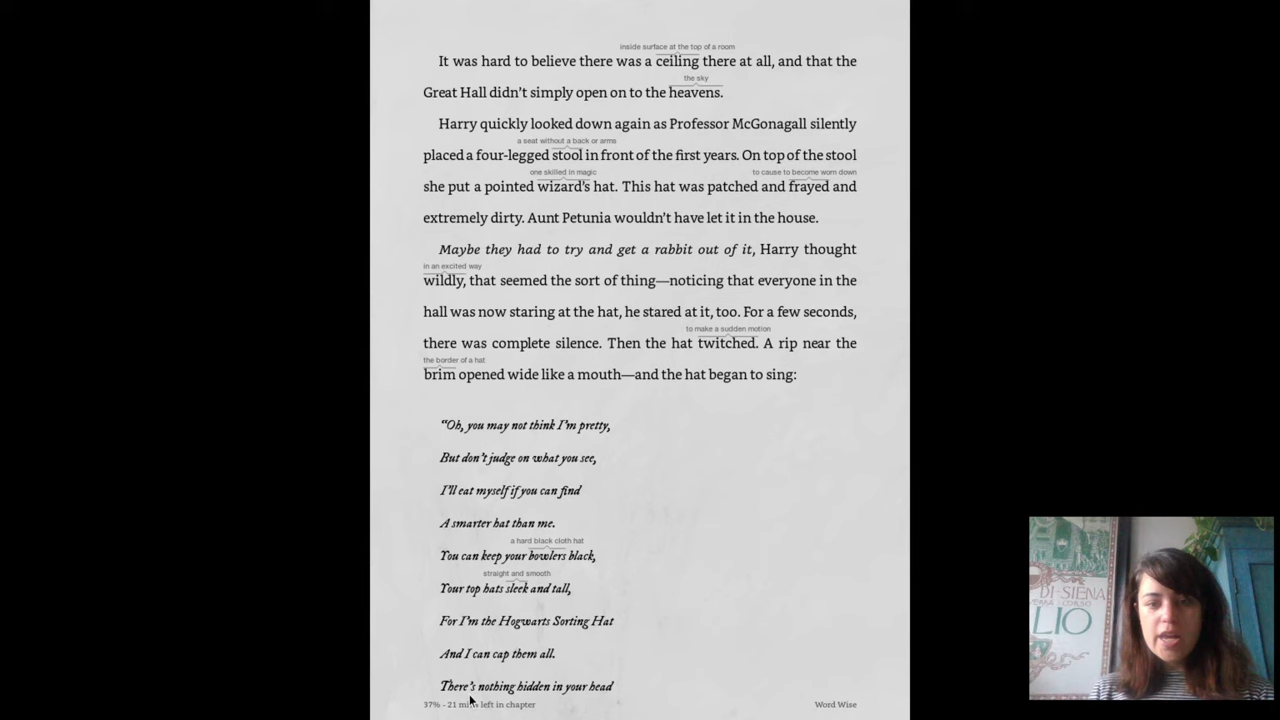 inside surface at the top of a room
It was hard to believe there was a ceiling there at all, and that the
the sky
Great Hall didn't simply open on to the heavens.
Harry quickly looked down again as Professor McGonagall silently
a seat without a back or arms
placed a four-legged stool in front of the first years. On top of the stool
one skilled in magic to cause to become worn down
she put a pointed wizard's hat. This hat was patched and frayed and
extremely dirty. Aunt Petunia wouldn't have let it in the house.
Maybe they had to try and get a rabbit out of it, Harry thought
in an excited way
wildly, that seemed the sort of thing—noticing that everyone in the
hall was now staring at the hat, he stared at it, too. For a few seconds,
to make a sudden motion
there was complete silence. Then the hat twitched. A rip near the
the border of a hat
brim opened wide like a mouth—and the hat began to sing:
“Oh, you may not think I'm pretty,
But don't judge on what you see,
I'll eat myself if you can find
A smarter hat than me.
a hard black cloth hat
You can keep your bowlers black,
straight and smooth
Your top hats sleek and tall,
For I'm the Hogwarts Sorting Hat
And I can cap them all.
There's nothing hidden in your head
37% - 21 mins left in chapter Word Wise
DI-SIENA
LIO